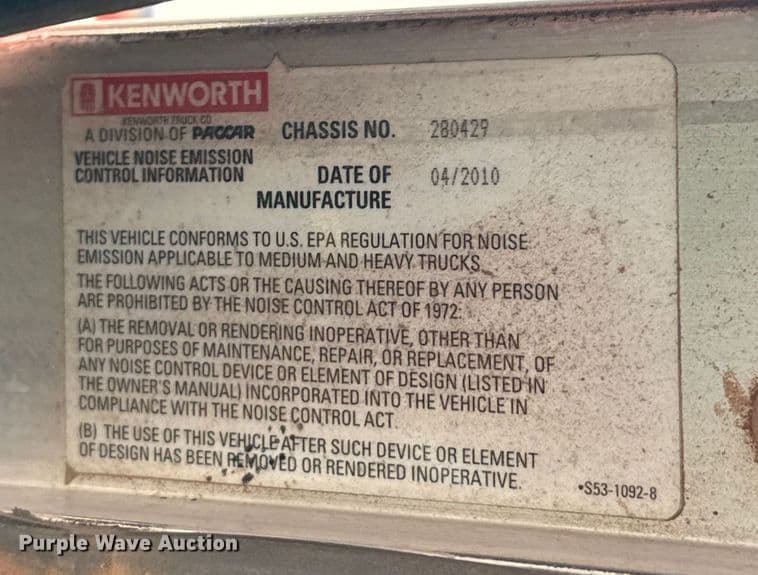 KENWORTH
KENWORTH TRUCK CO
A DIVISION OF PACCAR
CHASSIS NO. 280429
VEHICLE NOISE EMISSION
CONTROL INFORMATION
DATE OF
MANUFACTURE
04/2010
THIS VEHICLE CONFORMS TO U.S. EPA REGULATION FOR NOISE
EMISSION APPLICABLE TO MEDIUM AND HEAVY TRUCKS
THE FOLLOWING ACTS OR THE CAUSING THEREOF BY ANY PERSON
ARE PROHIBITED BY THE NOISE CONTROL ACT OF 1972:
(A) THE REMOVAL OR RENDERING INOPERATIVE, OTHER THAN
FOR PURPOSES OF MAINTENANCE, REPAIR, OR REPLACEMENT, OF
ANY NOISE CONTROL DEVICE OR ELEMENT OF DESIGN (LISTED IN
THE OWNER'S MANUAL) INCORPORATED INTO THE VEHICLE IN
COMPLIANCE WITH THE NOISE CONTROL ACT.
(B) THE USE OF THIS VEHICLE AFTER SUCH DEVICE OR ELEMENT
OF DESIGN HAS BEEN REMOVED OR RENDERED INOPERATIVE.
•S53-1092-8
Purple Wave Auction